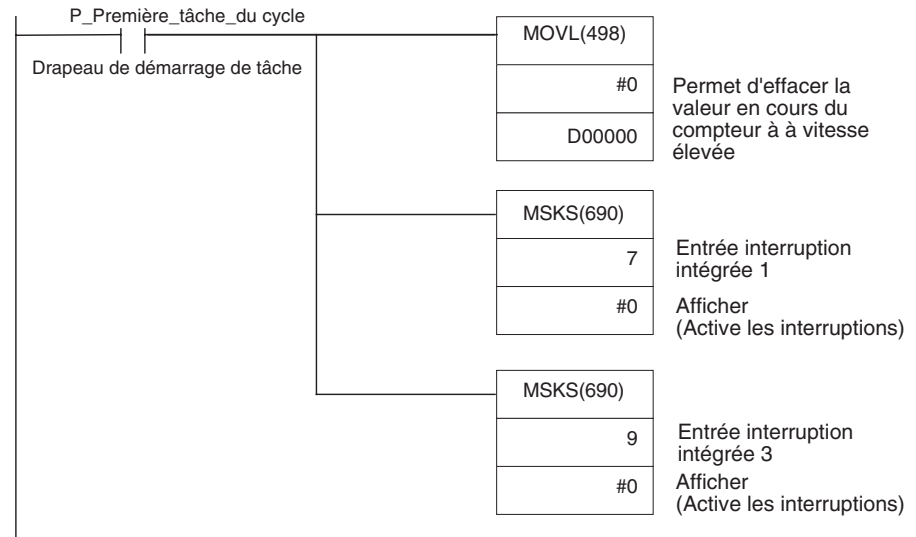 P_Première_tâche_du cycle
Drapeau de démarrage de tâche
MOVL(498)
#0
D00000
Permet d'effacer la
valeur en cours du
compteur à à vitesse
élevée
MSKS(690)
7
Entrée interruption
intégrée 1
#0
Afficher
(Active les interruptions)
MSKS(690)
9
Entrée interruption
intégrée 3
#0
Afficher
(Active les interruptions)